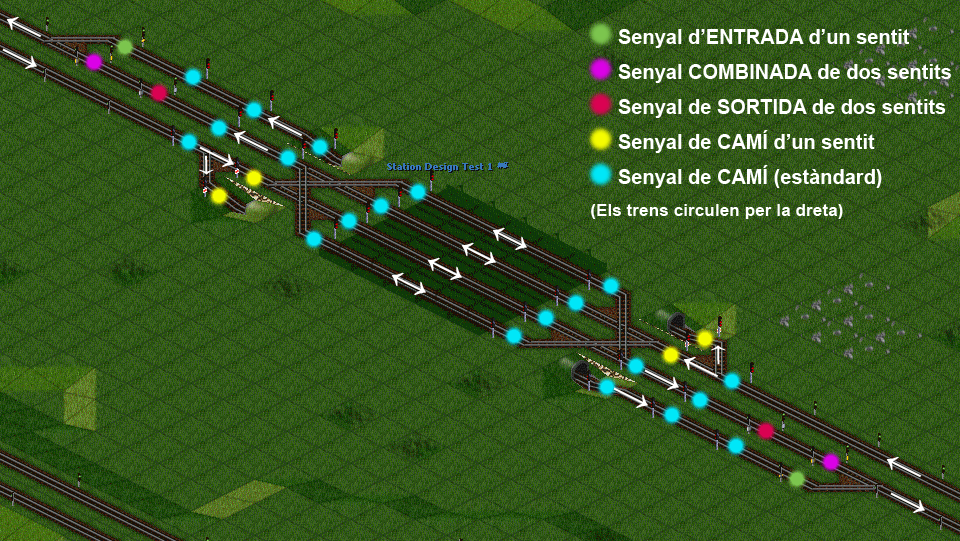 Senyal d’ENTRADA d’un sentit
Senyal COMBINADA de dos sentits
Senyal de SORTIDA de dos sentits
Senyal de CAMÍ d’un sentit
Station Design Test 1
Senyal de CAMÍ (estàndard)
(Els trens circulen per la dreta)